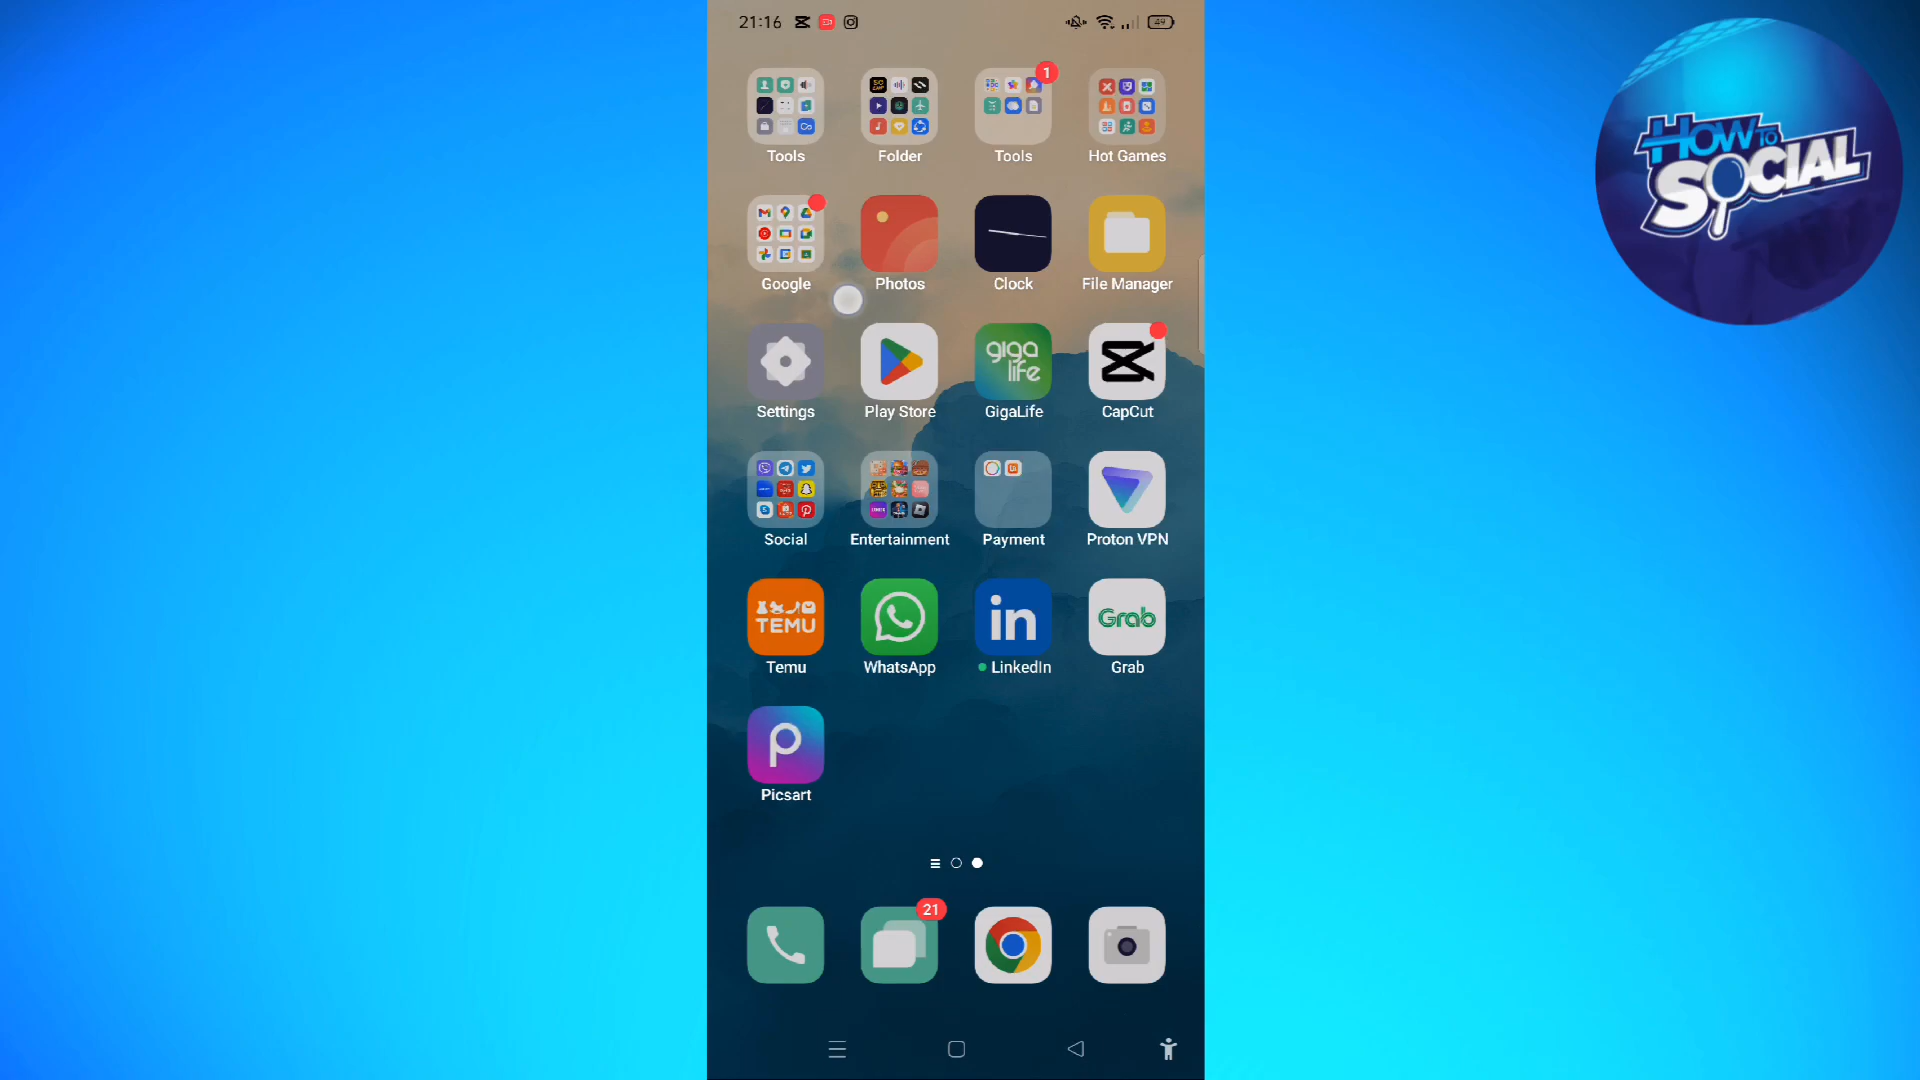 21:16
49
HOW TO
SOCIAL
1
Tools
Folder
Tools
Hot Games
Google
Photos
Clock
File Manager
giga
life
Settings
Play Store
GigaLife
CapCut
Social
Entertainment
Payment
Proton VPN
TEMU
in
Grab
Temu
WhatsApp
LinkedIn
Grab
Picsart
21